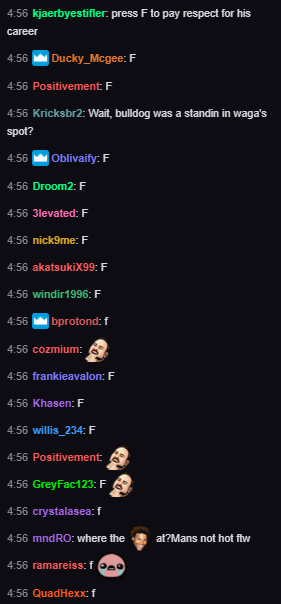 4:56 kjaerbyestifler: press F to pay respect for his
career
4:56 Ducky_Mcgee: F
4:56 Positivement: F
4:56 Kricksbr2: Wait, bulldog was a standin in waga's
spot?
4:56 Oblivaify: F
4:56 Droom2: F
4:56 3levated: F
4:56 nick9me: F
4:56 akatsukiX99: F
4:56 windir1996: F
4:56 bprotond: f
4:56 cozmium:
4:56 frankieavalon: F
4:56 Khasen: F
4:56 willis_234: F
4:56 Positivement:
4:56 GreyFac123: F
4:56 crystalasea: f
4:56 mndRO: where the at?Mans not hot ftw
4:56 ramareiss: f
4:56 QuadHexx: f